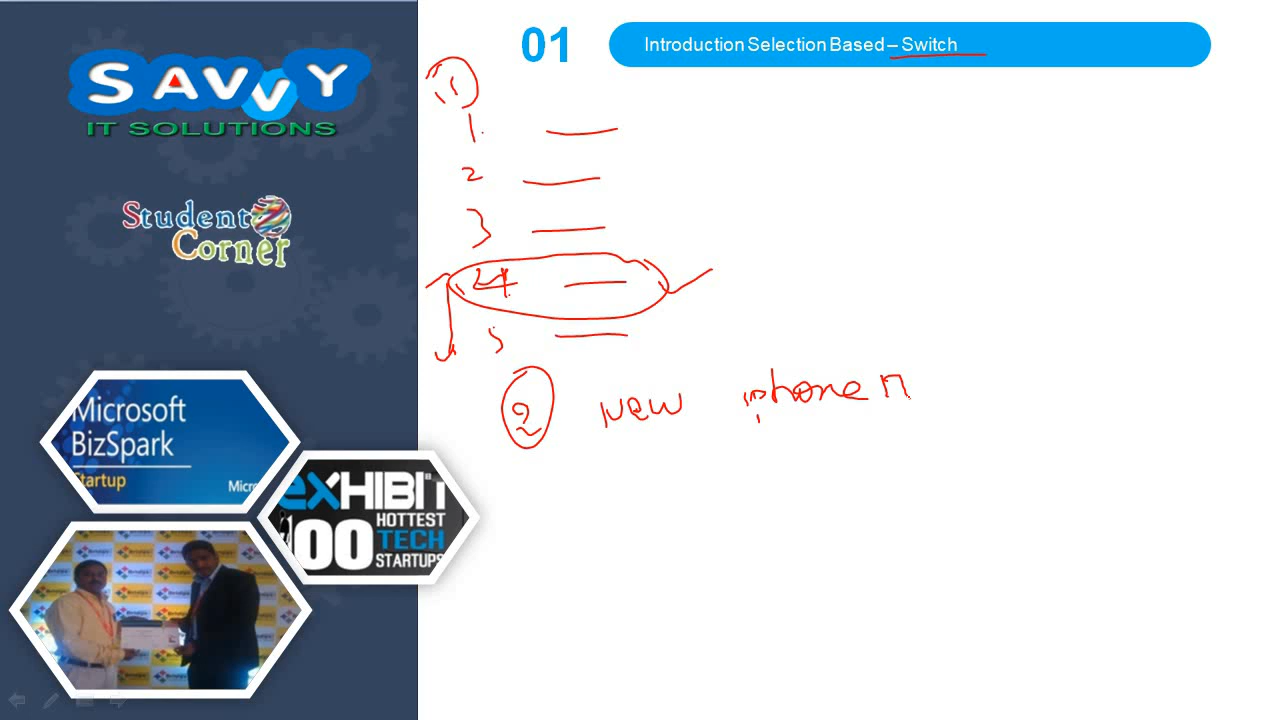 SAVVY
IT SOLUTIONS
Student
Corner
Microsoft
BizSpark
Startup
Micros
eXHIBIT
100
HOTTEST
TECH
STARTUPS
01
Introduction Selection Based – Switch
1
1.
2
3
4
5
2 New phone n